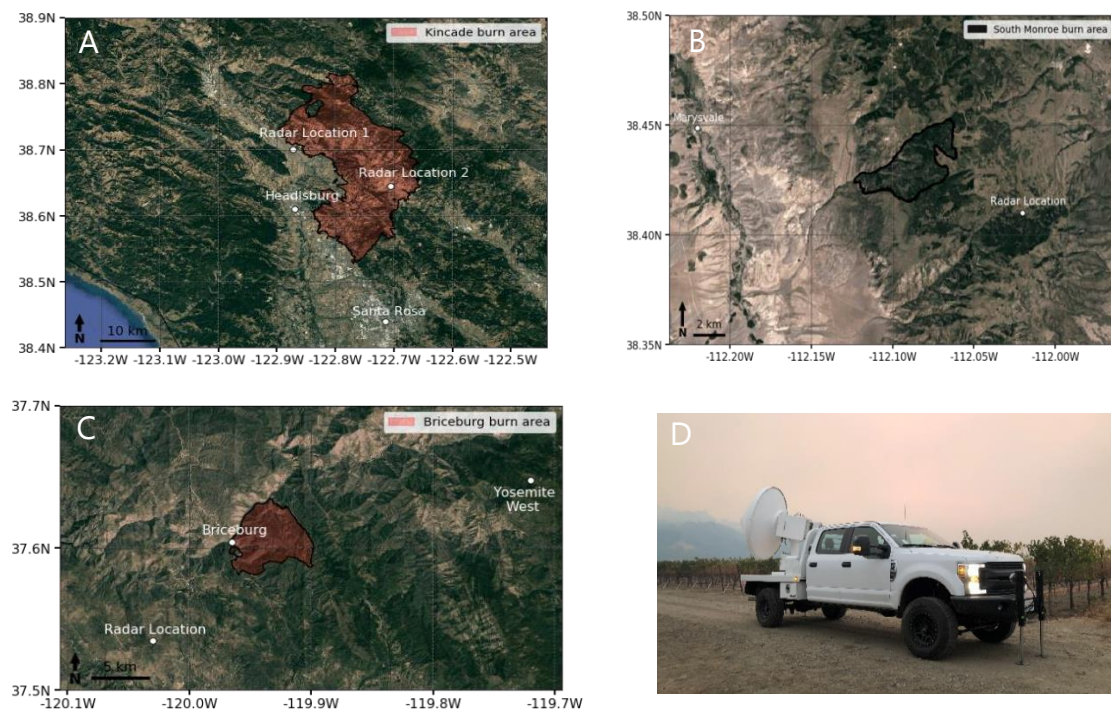 A
Kincade burn area
38.9N
38.8N
38.7N
38.6N
38.5N
38.4N
Radar Location 1
Radar Location 2
Headlsburg
Santa Rosa
N
10 km
-123.2W -123.1W -123.0W -122.9W -122.8W -122.7W -122.6W -122.5W
B
South Monroe burn area
38.50N
38.45N
38.40N
38.35N
Marysvale
Radar Location
N
2 km
-112.20W -112.15W -112.10W -112.05W -112.00W
C
Briceburg burn area
37.7N
37.6N
37.5N
Yosemite
West
Briceburg
Radar Location
N
5 km
-120.1W -120.0W -119.9W -119.8W -119.7W
D